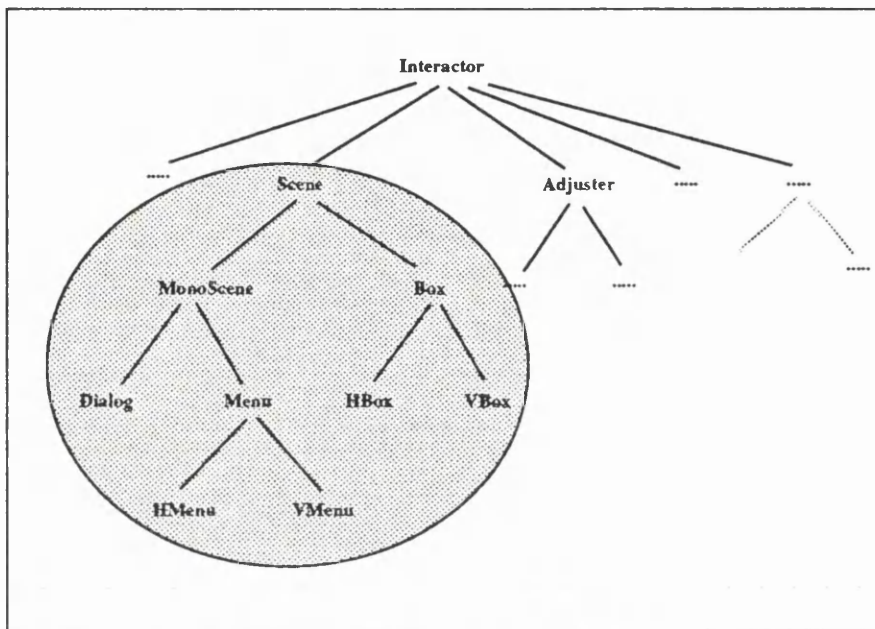 Interactor
.....
Scene
Adjuster
.....
.....
MonoScene
Box
.....
.....
.....
Dialog
Menu
HBox
VBox
HMenu
VMenu